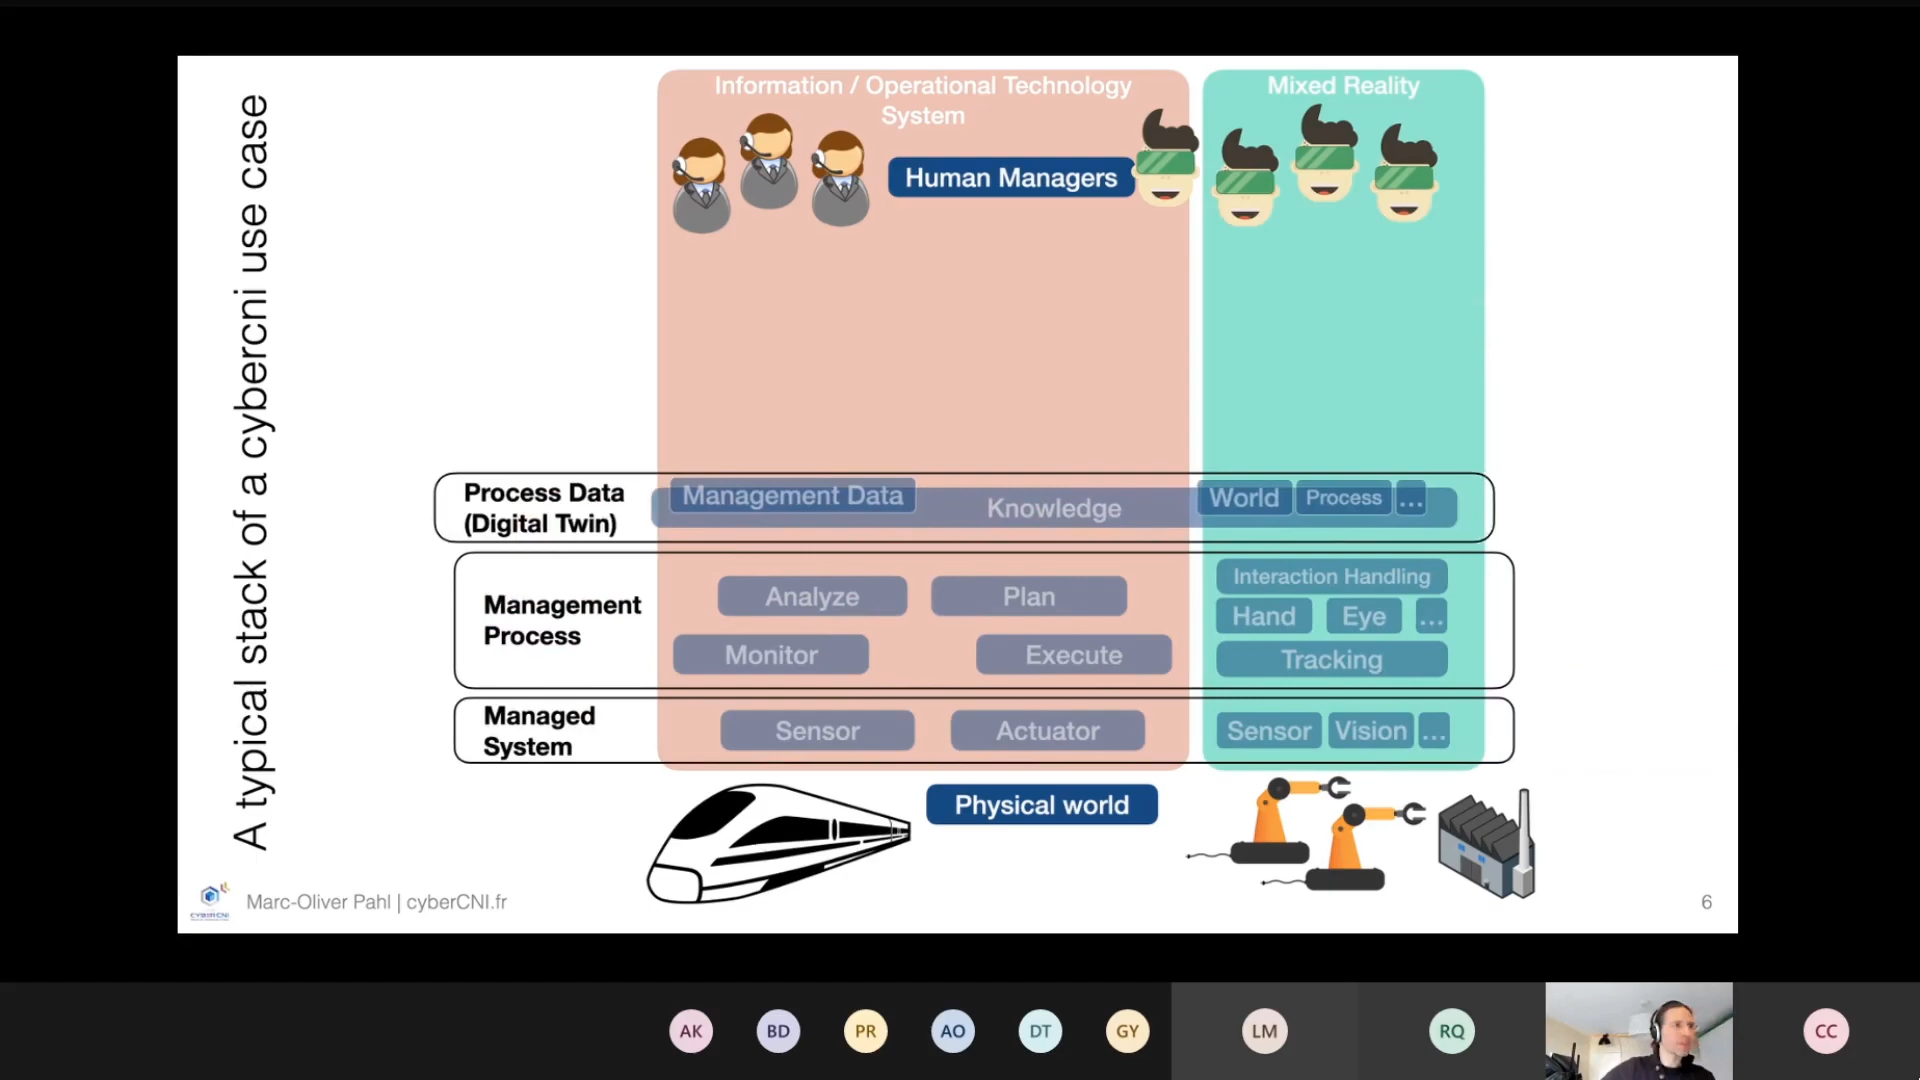 A typical stack of a cybercni use case
Information / Operational Technology
System
Mixed Reality
Human Managers
Process Data
(Digital Twin)
Management Data
Knowledge
World
Process
...
Management
Process
Analyze
Plan
Monitor
Execute
Interaction Handling
Hand
Eye
...
Tracking
Managed
System
Sensor
Actuator
Sensor
Vision
...
Physical world
CYBERCNI
Marc-Oliver Pahl | cyberCNI.fr
6
AK
BD
PR
AO
DT
GY
LM
RQ
CC